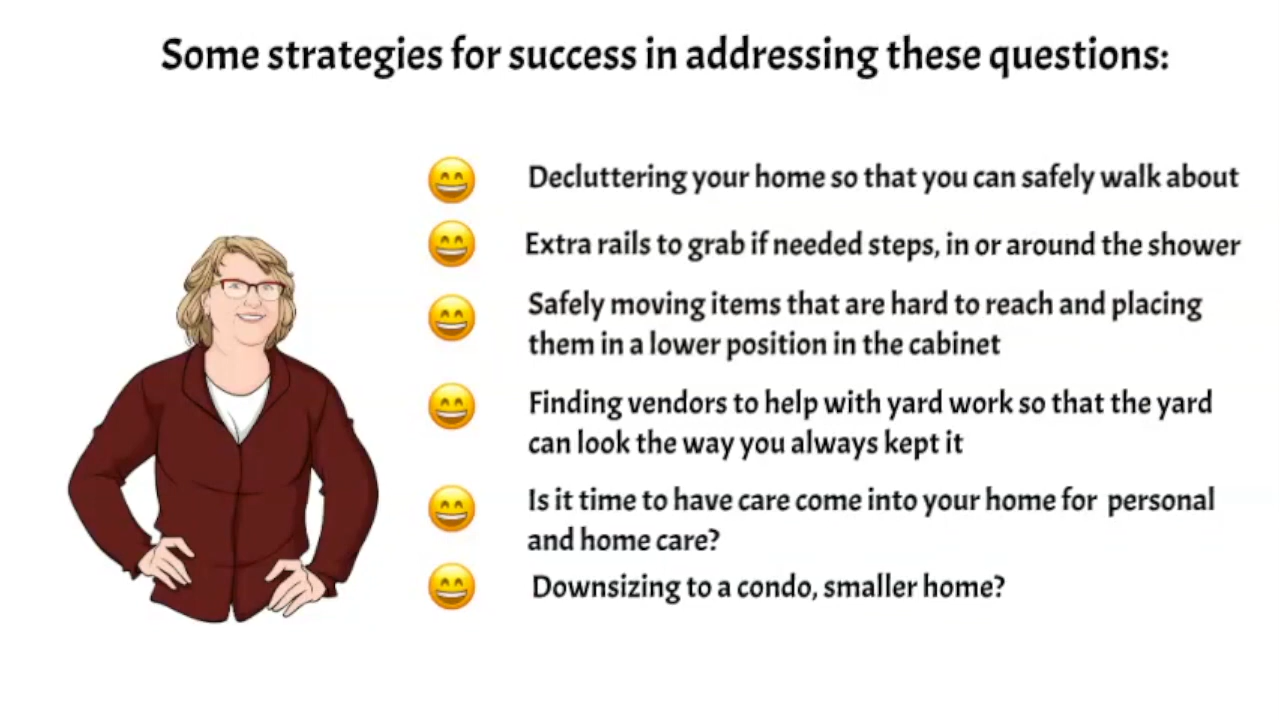 Some strategies for success in addressing these questions:
Decluttering your home so that you can safely walk about
Extra rails to grab if needed steps, in or around the shower
Safely moving items that are hard to reach and placing
them in a lower position in the cabinet
Finding vendors to help with yard work so that the yard
can look the way you always kept it
Is it time to have care come into your home for personal
and home care?
Downsizing to a condo, smaller home?